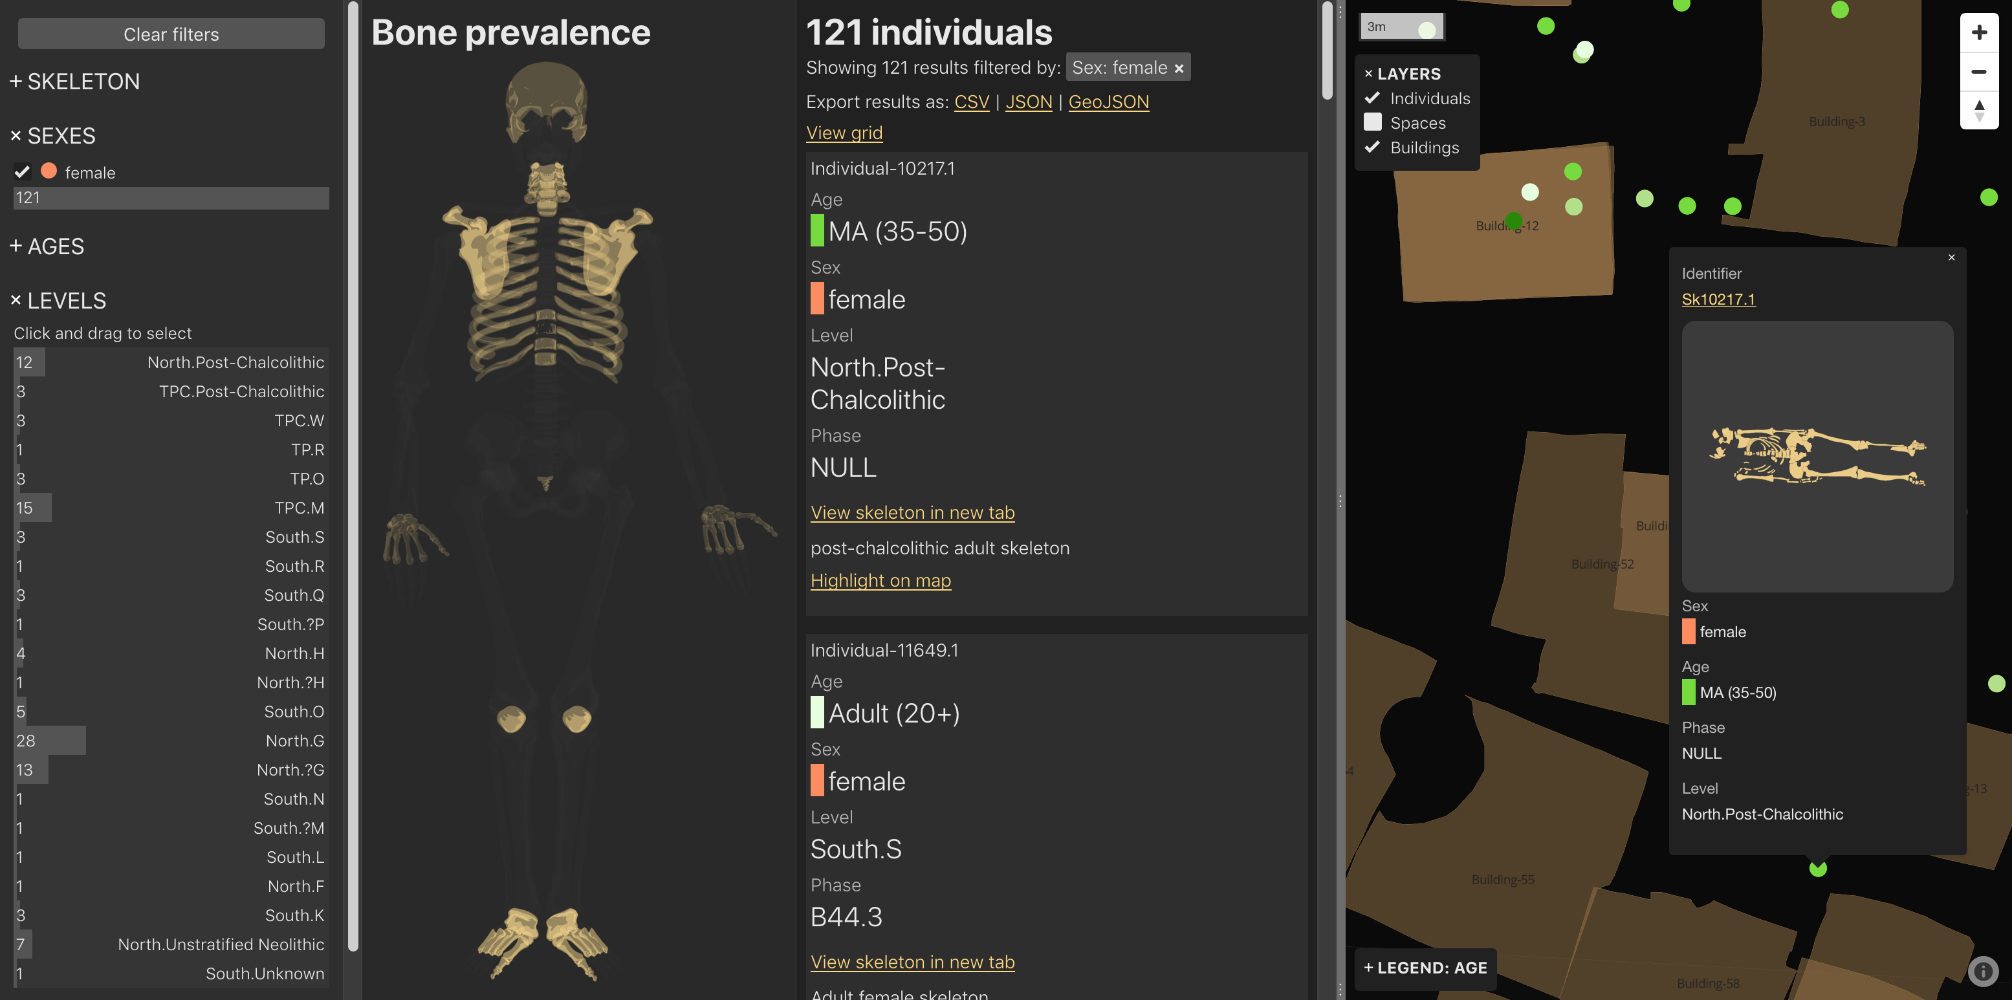 Clear filters
+ SKELETON
× SEXES
female
121
+ AGES
× LEVELS
Click and drag to select
12 North.Post-Chalcolithic
3 TPC.Post-Chalcolithic
3 TPC.W
1 TP.R
3 TP.O
15 TPC.M
3 South.S
1 South.R
3 South.Q
1 South.?P
4 North.H
1 North.?H
5 South.O
28 North.G
13 North.?G
1 South.N
1 South.?M
1 South.L
1 North.F
3 South.K
7 North.Unstratified Neolithic
1 South.Unknown
Bone prevalence
121 individuals
Showing 121 results filtered by: Sex: female ×
Export results as: CSV | JSON | GeoJSON
View grid
Individual-10217.1
Age
MA (35-50)
Sex
female
Level
North.Post-
Chalcolithic
Phase
NULL
View skeleton in new tab
post-chalcolithic adult skeleton
Highlight on map
Individual-11649.1
Age
Adult (20+)
Sex
female
Level
South.S
Phase
B44.3
View skeleton in new tab
Adult female skeleton
3m
× LAYERS
Individuals
Spaces
Buildings
Building-3
Building-12
× 
Identifier
Sk10217.1
Sex
female
Age
MA (35-50)
Phase
NULL
Level
North.Post-Chalcolithic
Buildi
Building-52
4
g-13
Building-55
Building-58
+ LEGEND: AGE